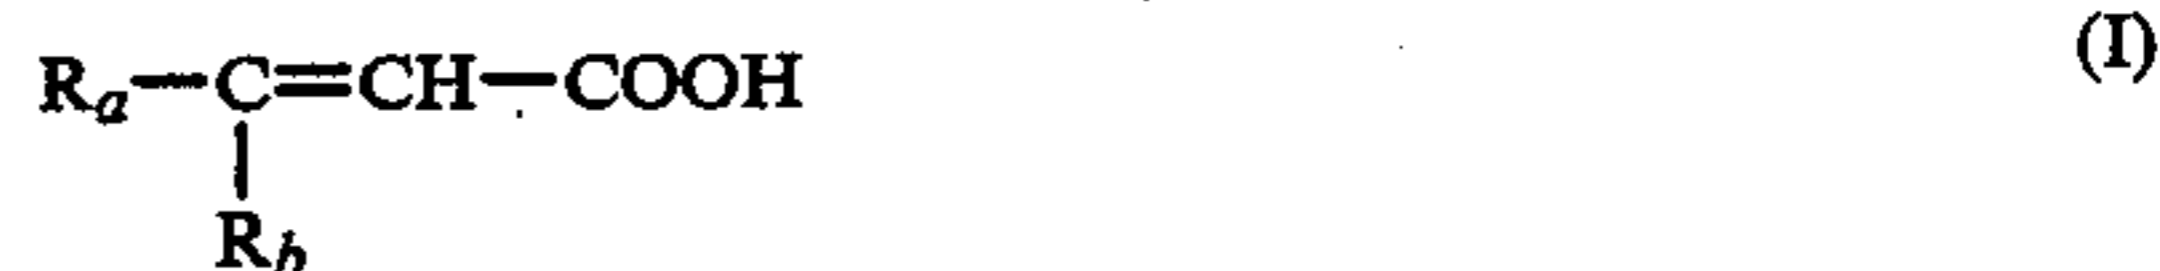 Ra—C=CH—COOH (I)
Rb